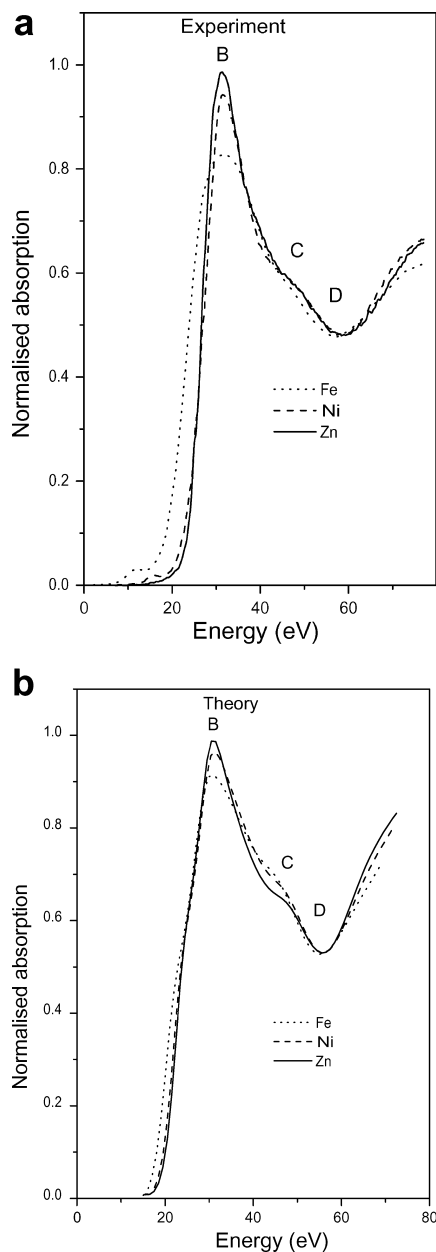 a
Experiment
B
1.0
0.8
C
0.6
D
Normalised absorption
0.4
Fe
Ni
Zn
0.2
0.0
0
20
40
60
Energy (eV)
b
Theory
B
1.0
0.8
C
D
0.6
Normalised absorption
0.4
Fe
Ni
Zn
0.2
0.0
0
20
40
60
80
Energy (eV)